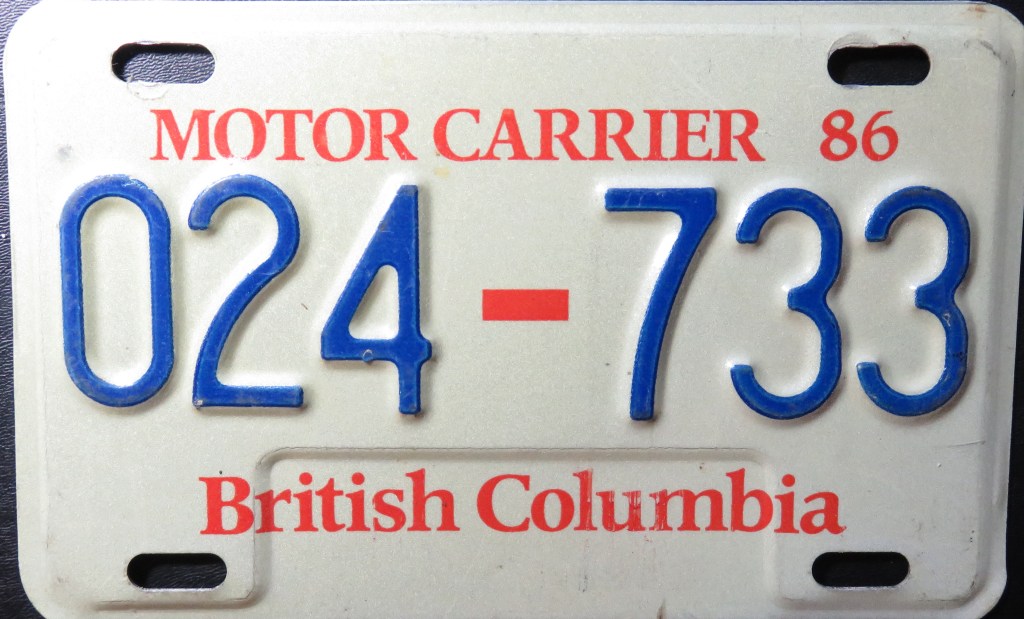 MOTOR CARRIER 86
024-733
British Columbia